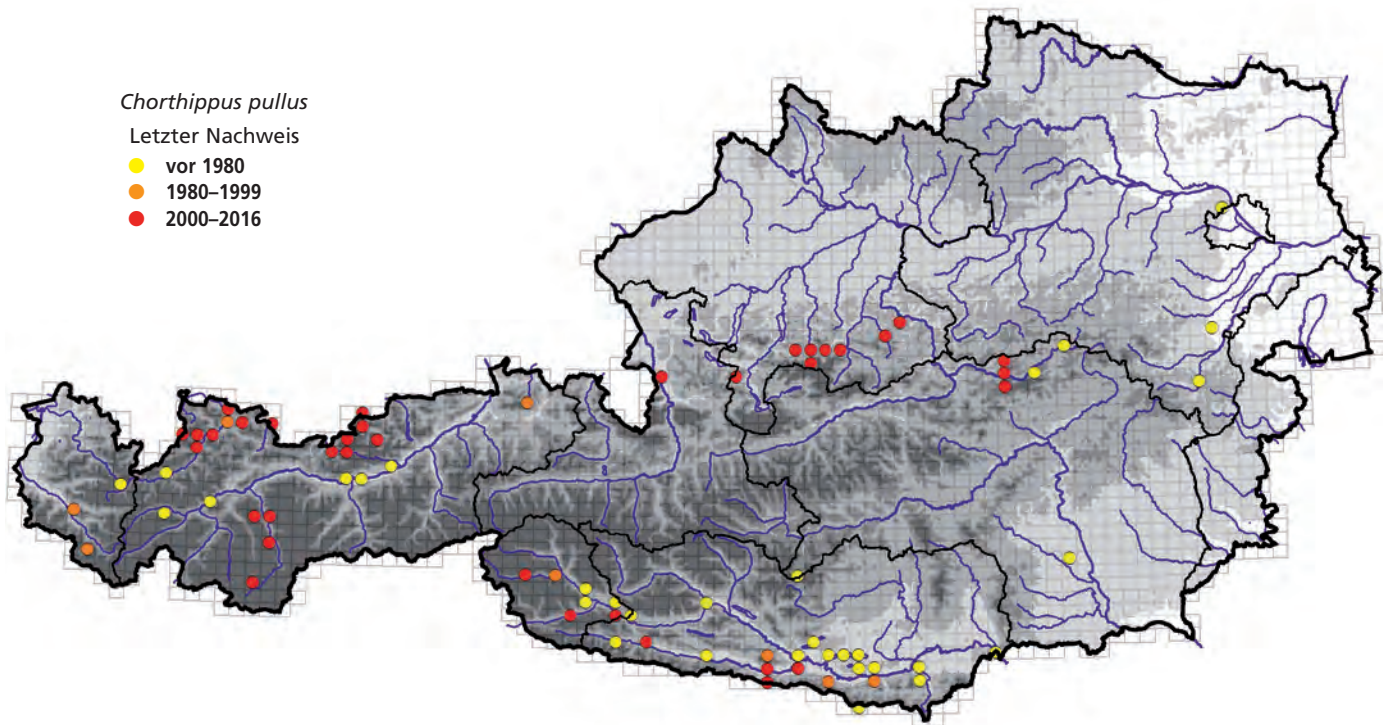 Chorthippus pullus
Letzter Nachweis
vor 1980
1980–1999
2000–2016